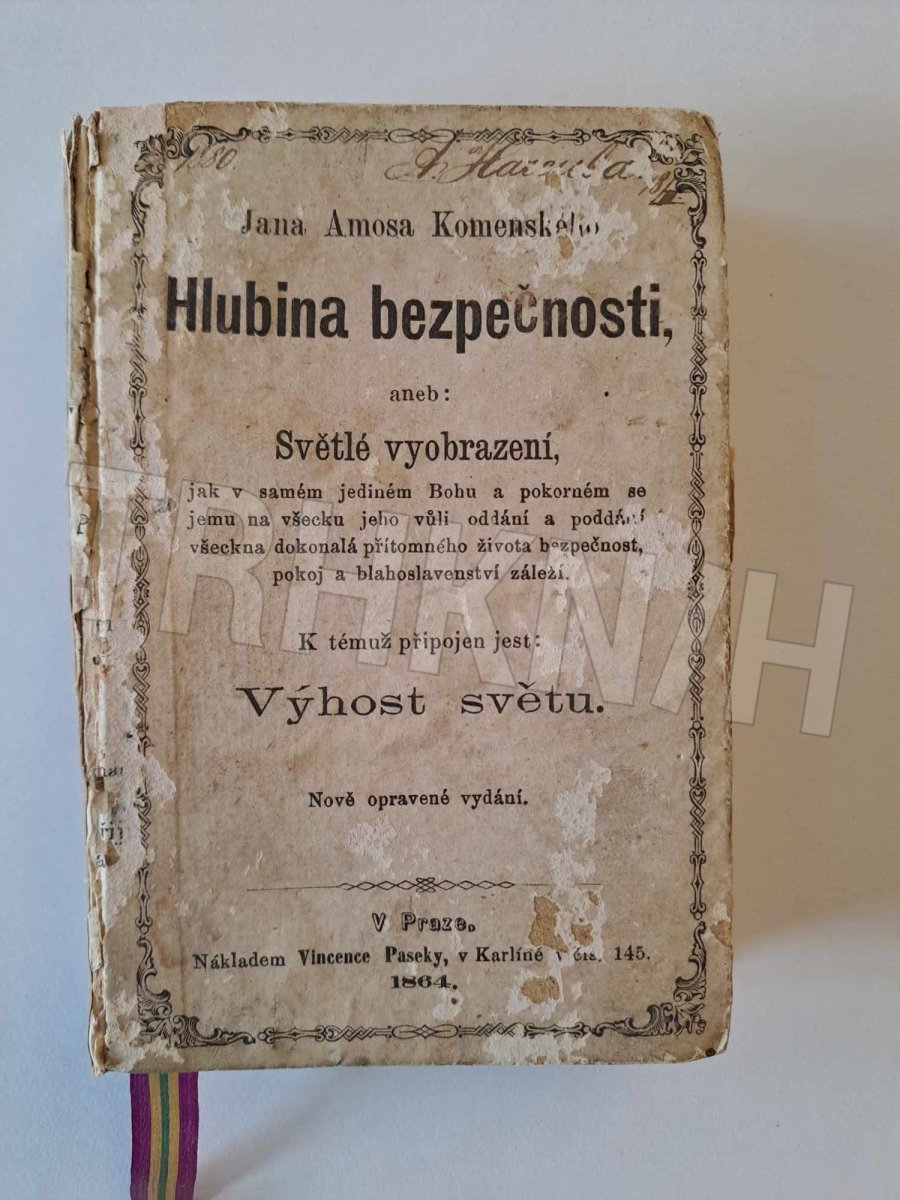 1880.
Jana Amosa Komenského
Hlubina bezpečnosti,
aneb:
Světlé vyobrazení,
jak v samém jediném Bohu a pokorném se
jemu na všecku jeho vůli oddání a poddání
všeckna dokonalá přítomného života bezpečnost,
pokoj a blahoslavenství záleží.
K témuž připojen jest:
Výhost světu.
Nově opravené vydání.
V Praze.
Nákladem Vincence Paseky, v Karlíně v čís. 145.
1864.
TRHKNIH